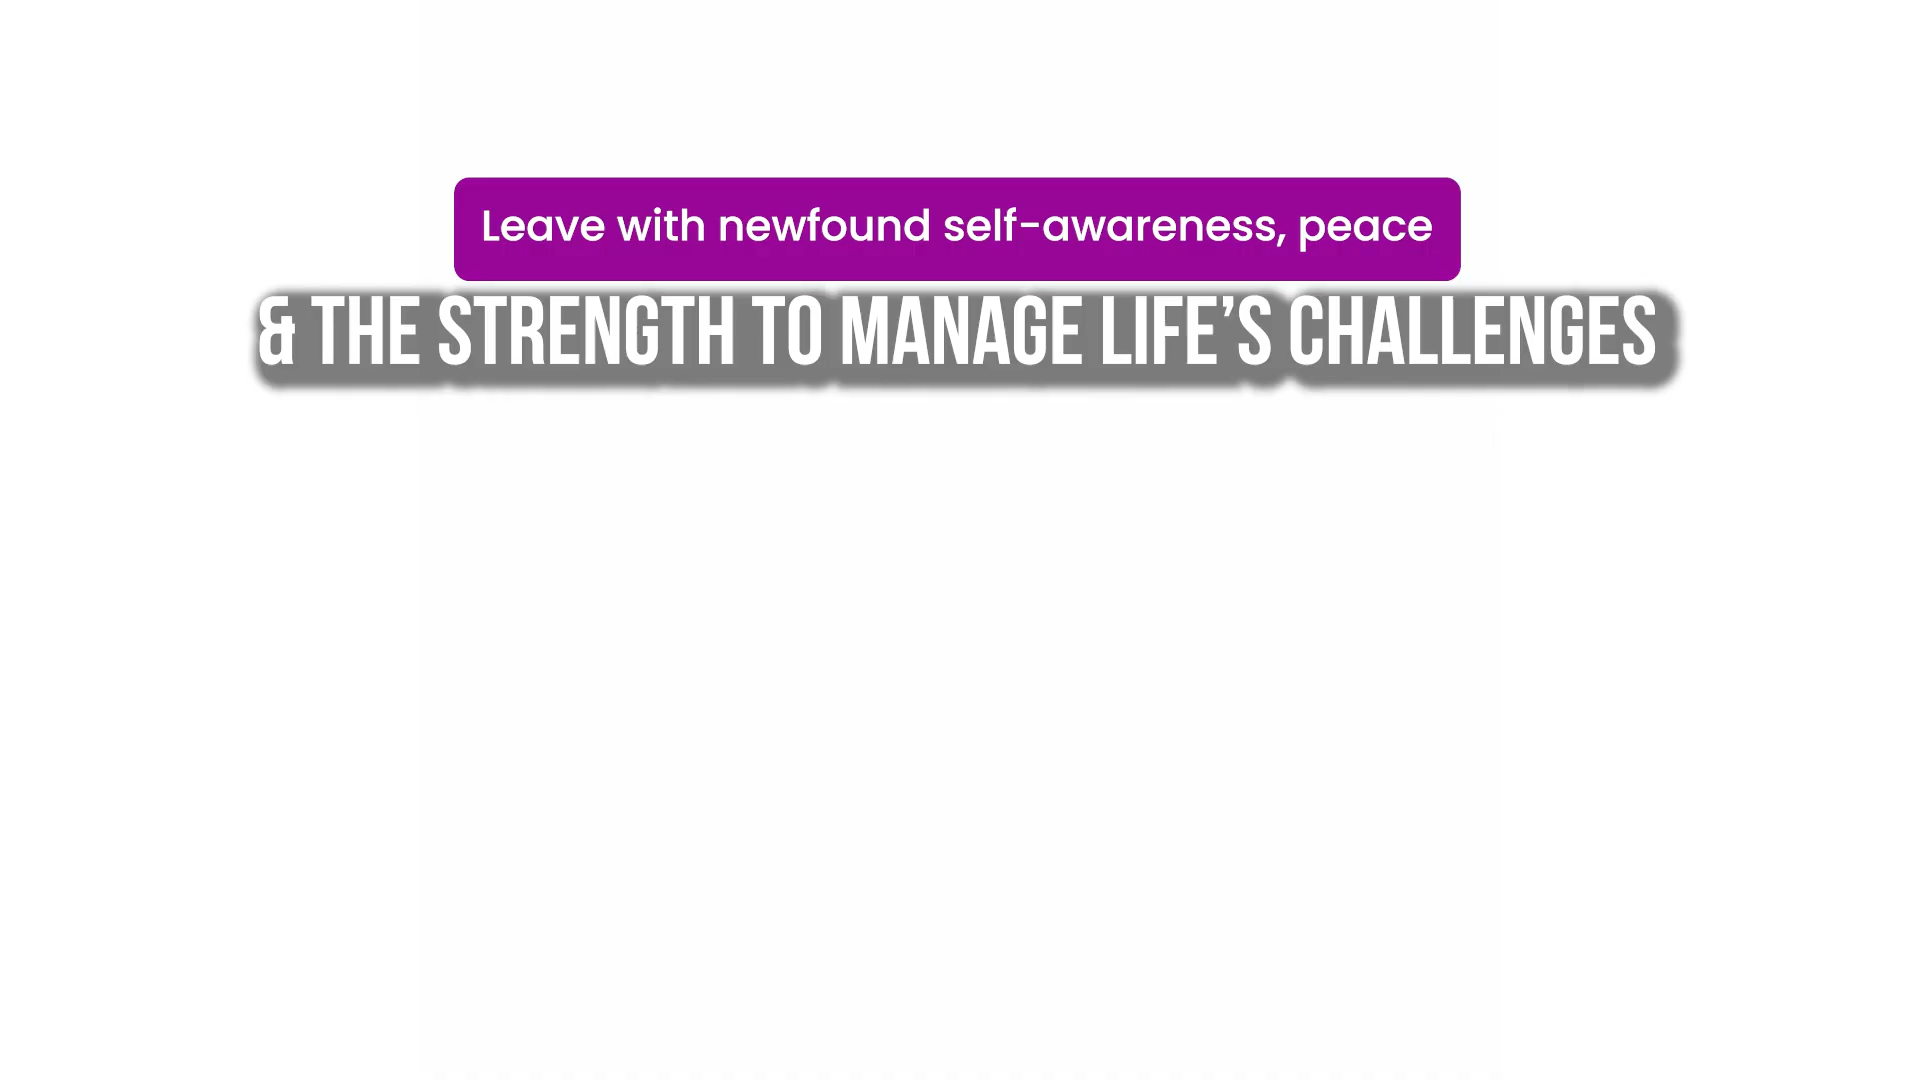 Leave with newfound self-awareness, peace
& THE STRENGTH TO MANAGE LIFE’S CHALLENGES